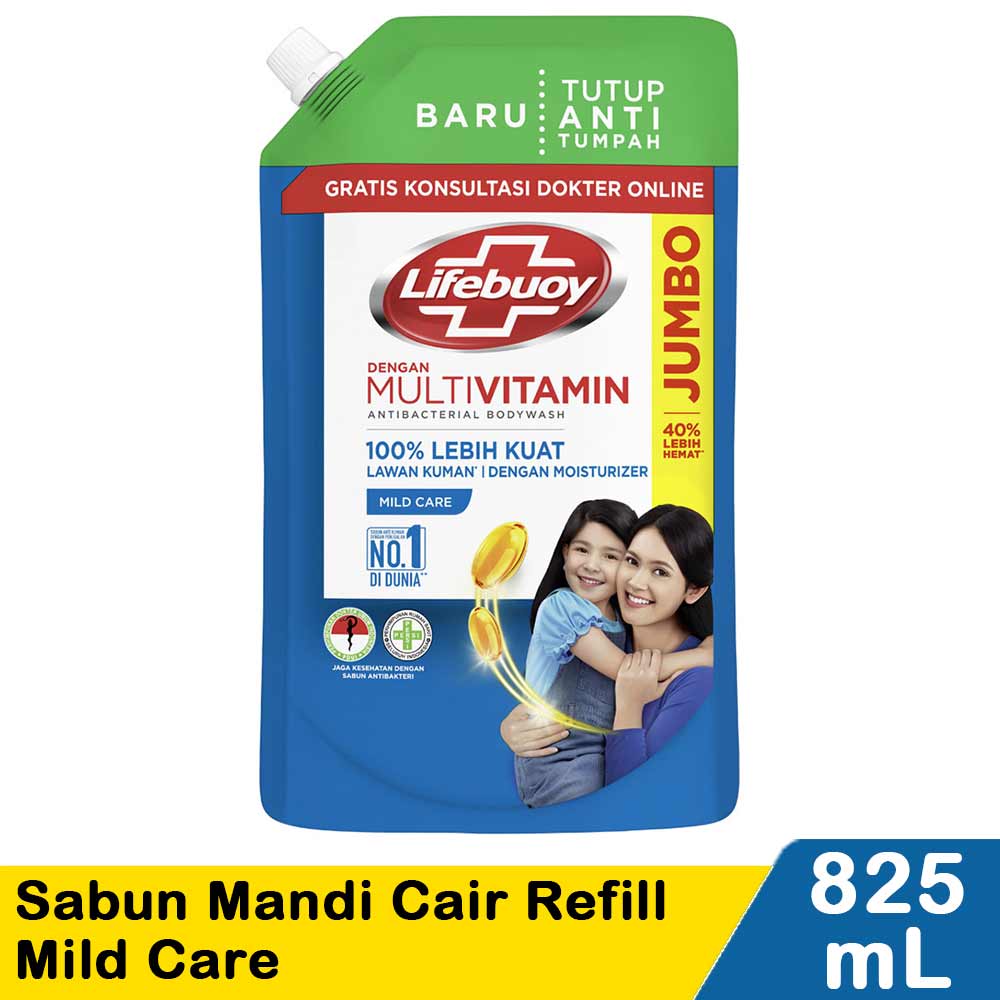 BARU
TUTUP
ANTI
TUMPAH
GRATIS KONSULTASI DOKTER ONLINE
Lifebuoy
JUMBO
40%
LEBIH
HEMAT*
DENGAN
MULTIVITAMIN
ANTIBACTERIAL BODYWASH
100% LEBIH KUAT
LAWAN KUMAN* | DENGAN MOISTURIZER
MILD CARE
NO.1
DI DUNIA**
PERSI
JAGA KESEHATAN DENGAN
SABUN ANTIBAKTERI
Sabun Mandi Cair Refill
Mild Care
825
mL